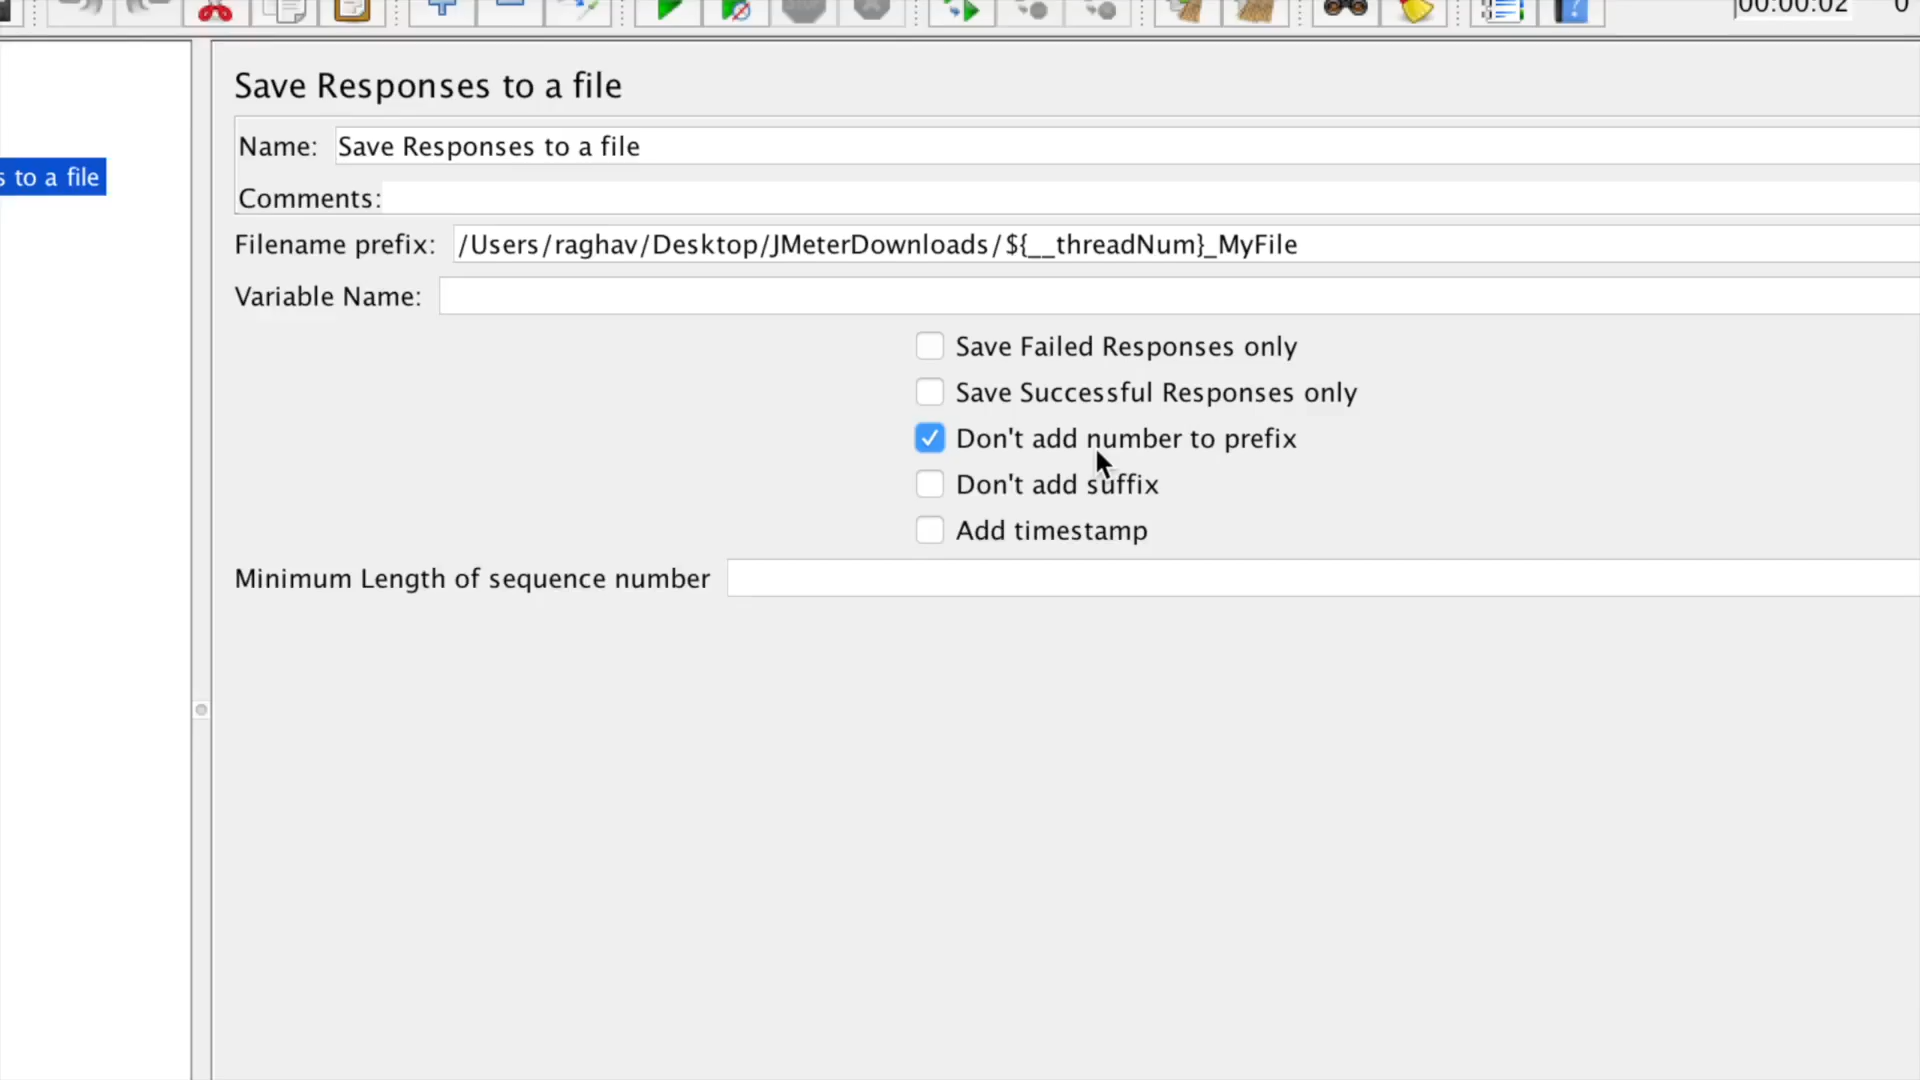 00:00:02 0
Save Responses to a file
Name: Save Responses to a file
s to a file
Comments:
Filename prefix: /Users/raghav/Desktop/JMeterDownloads/${__threadNum}_MyFile
Variable Name:
Save Failed Responses only
Save Successful Responses only
Don't add number to prefix
Don't add suffix
Add timestamp
Minimum Length of sequence number